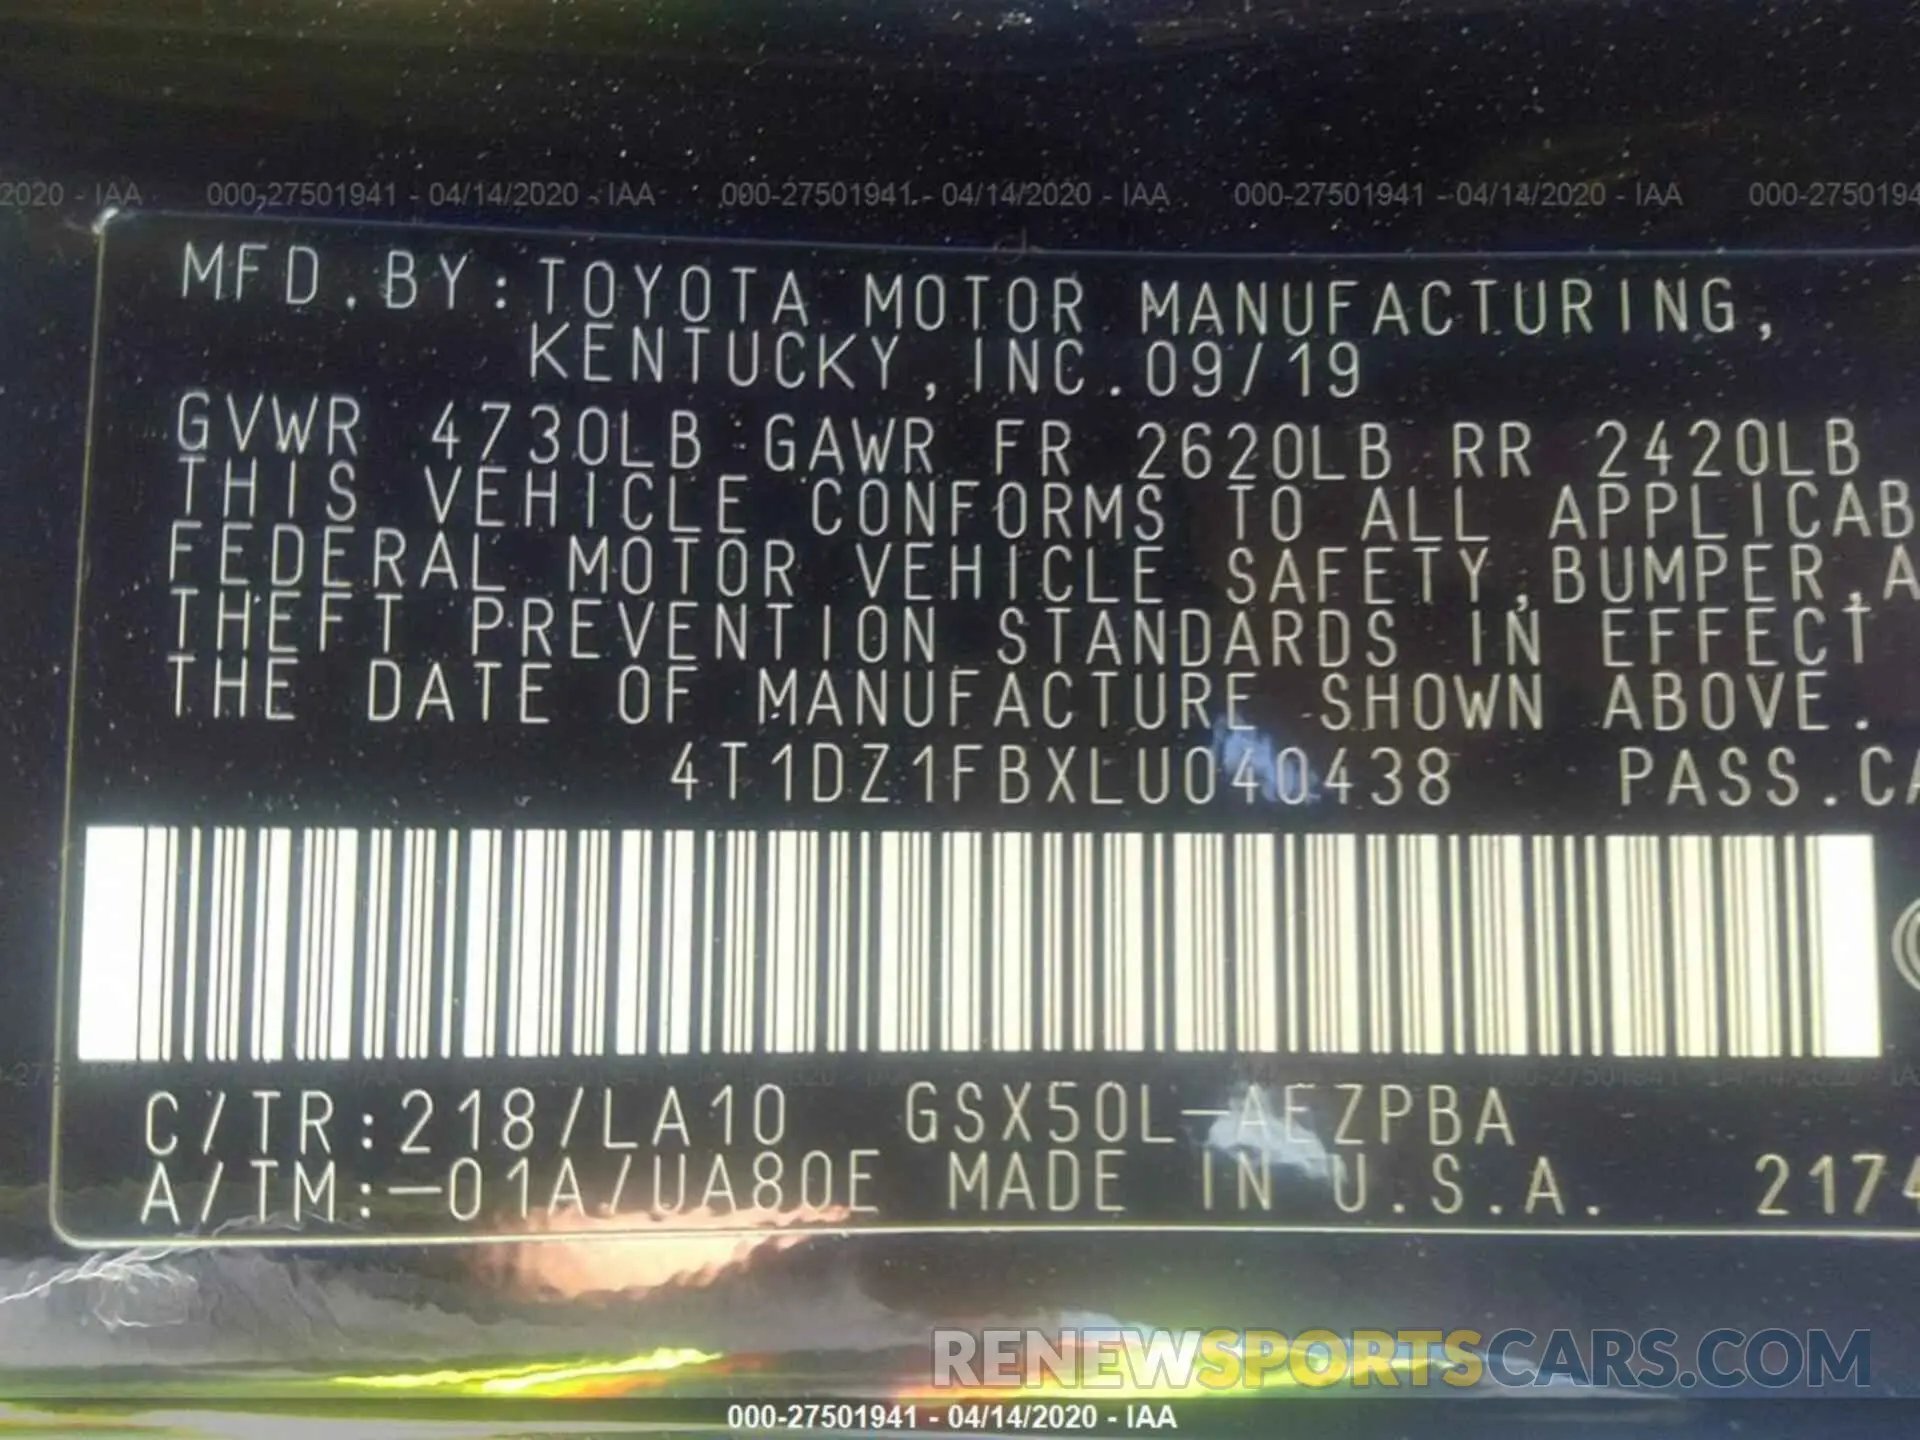 2020 - IAA 000-27501941 - 04/14/2020 - IAA 000-27501941 - 04/14/2020 - IAA 000-27501941 - 04/14/2020 - IAA 000-2750194
MFD.BY:TOYOTA MOTOR MANUFACTURING,
KENTUCKY,INC.09/19
GVWR 4730LB GAWR FR 2620LB RR 2420LB
THIS VEHICLE CONFORMS TO ALL APPLICAB
FEDERAL MOTOR VEHICLE SAFETY,BUMPER,A
THEFT PREVENTION STANDARDS IN EFFECT
THE DATE OF MANUFACTURE SHOWN ABOVE.
4T1DZ1FBXLU040438 PASS.CA
C/TR:218/LA10 GSX50L-AEZPBA
A/TM:-01A/UA80E MADE IN U.S.A. 2174
RENEWSPORTSCARS.COM
000-27501941 - 04/14/2020 - IAA